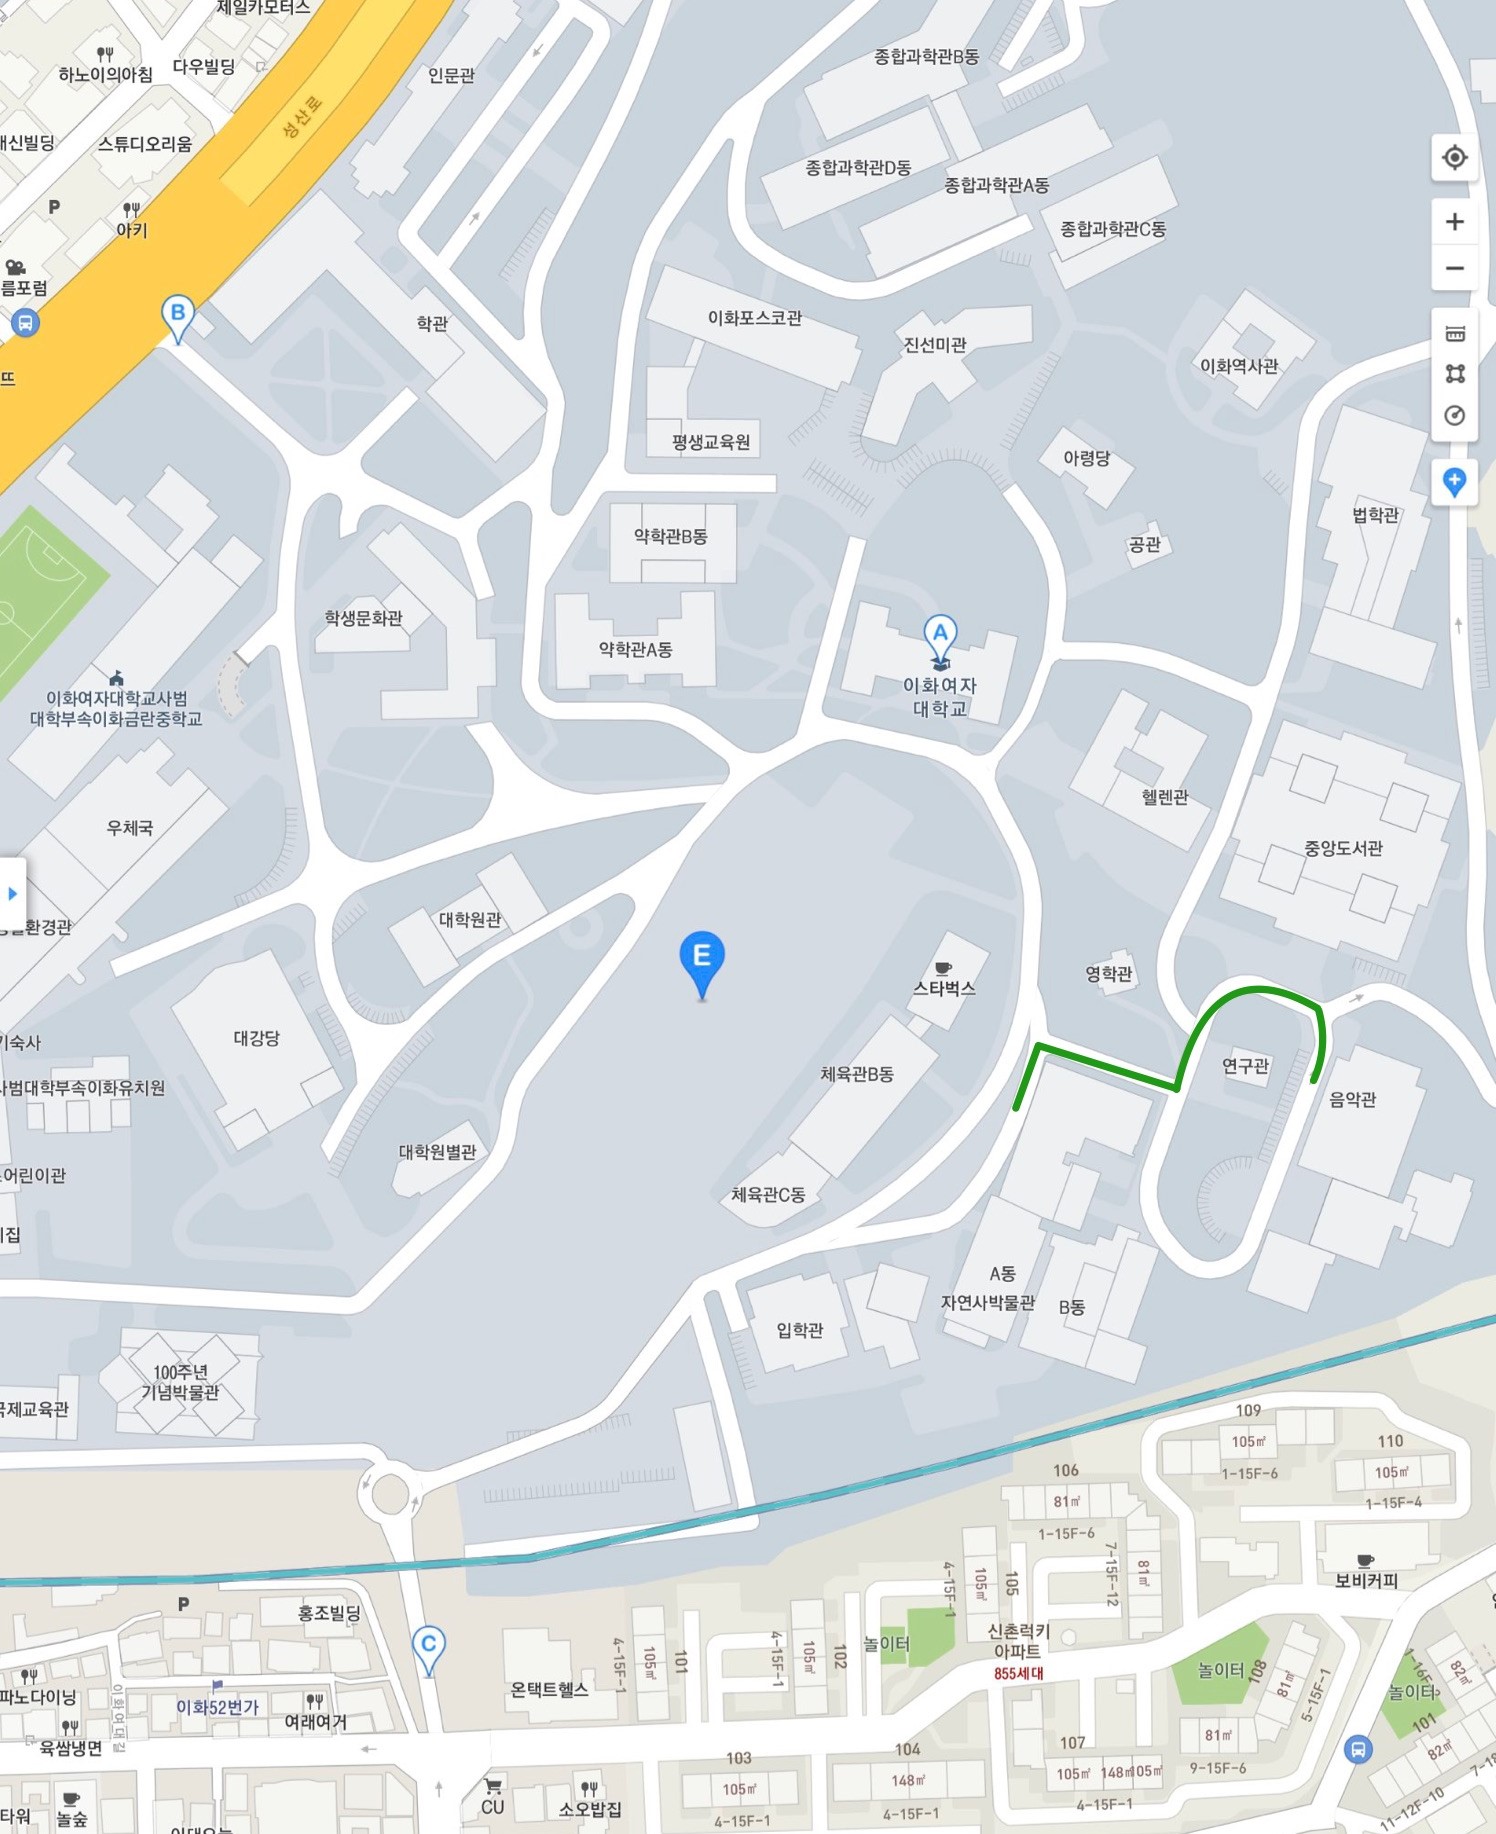 제일카모터스
하노이의아침
다우빌딩
인문관
종합과학관B동
성산로
대신빌딩
스튜디오리움
종합과학관D동
종합과학관A동
P
아키
종합과학관C동
름포럼
B
학관
이화포스코관
진선미관
이화역사관
뜨
평생교육원
아령당
법학관
약학관B동
공관
학생문화관
약학관A동
A
이화여자
대학교
이화여자대학교사범
대학부속이화금란중학교
헬렌관
우체국
중앙도서관
대학원관
환경관
E
영학관
스타벅스
대강당
기숙사
체육관B동
연구관
사범대학부속이화유치원
음악관
대학원별관
어린이관
체육관C동
집
A동
자연사박물관
B동
입학관
100주년
기념박물관
국제교육관
109
105㎡
1-15F-6
110
105㎡
1-15F-4
106
81㎡
1-15F-6
7-15F-12
81㎡
4-15F-1
105㎡
105
보비커피
P
홍조빌딩
C
4-15F-1
105㎡
101
4-15F-1
105㎡
102
놀이터
신촌럭키
아파트
855세대
놀이터
108
81㎡
5-15F-1
1-16F
82㎡
놀이터
파노다이닝
이화52번가
이화여대길
여래여거
온택트헬스
육쌈냉면
101
82㎡
81㎡
9-15F-6
107
105㎡
148㎡
105㎡
4-15F-1
103
105㎡
4-15F-1
104
148㎡
4-15F-1
11-12F-10
타워
놀숲
CU
소오밥집